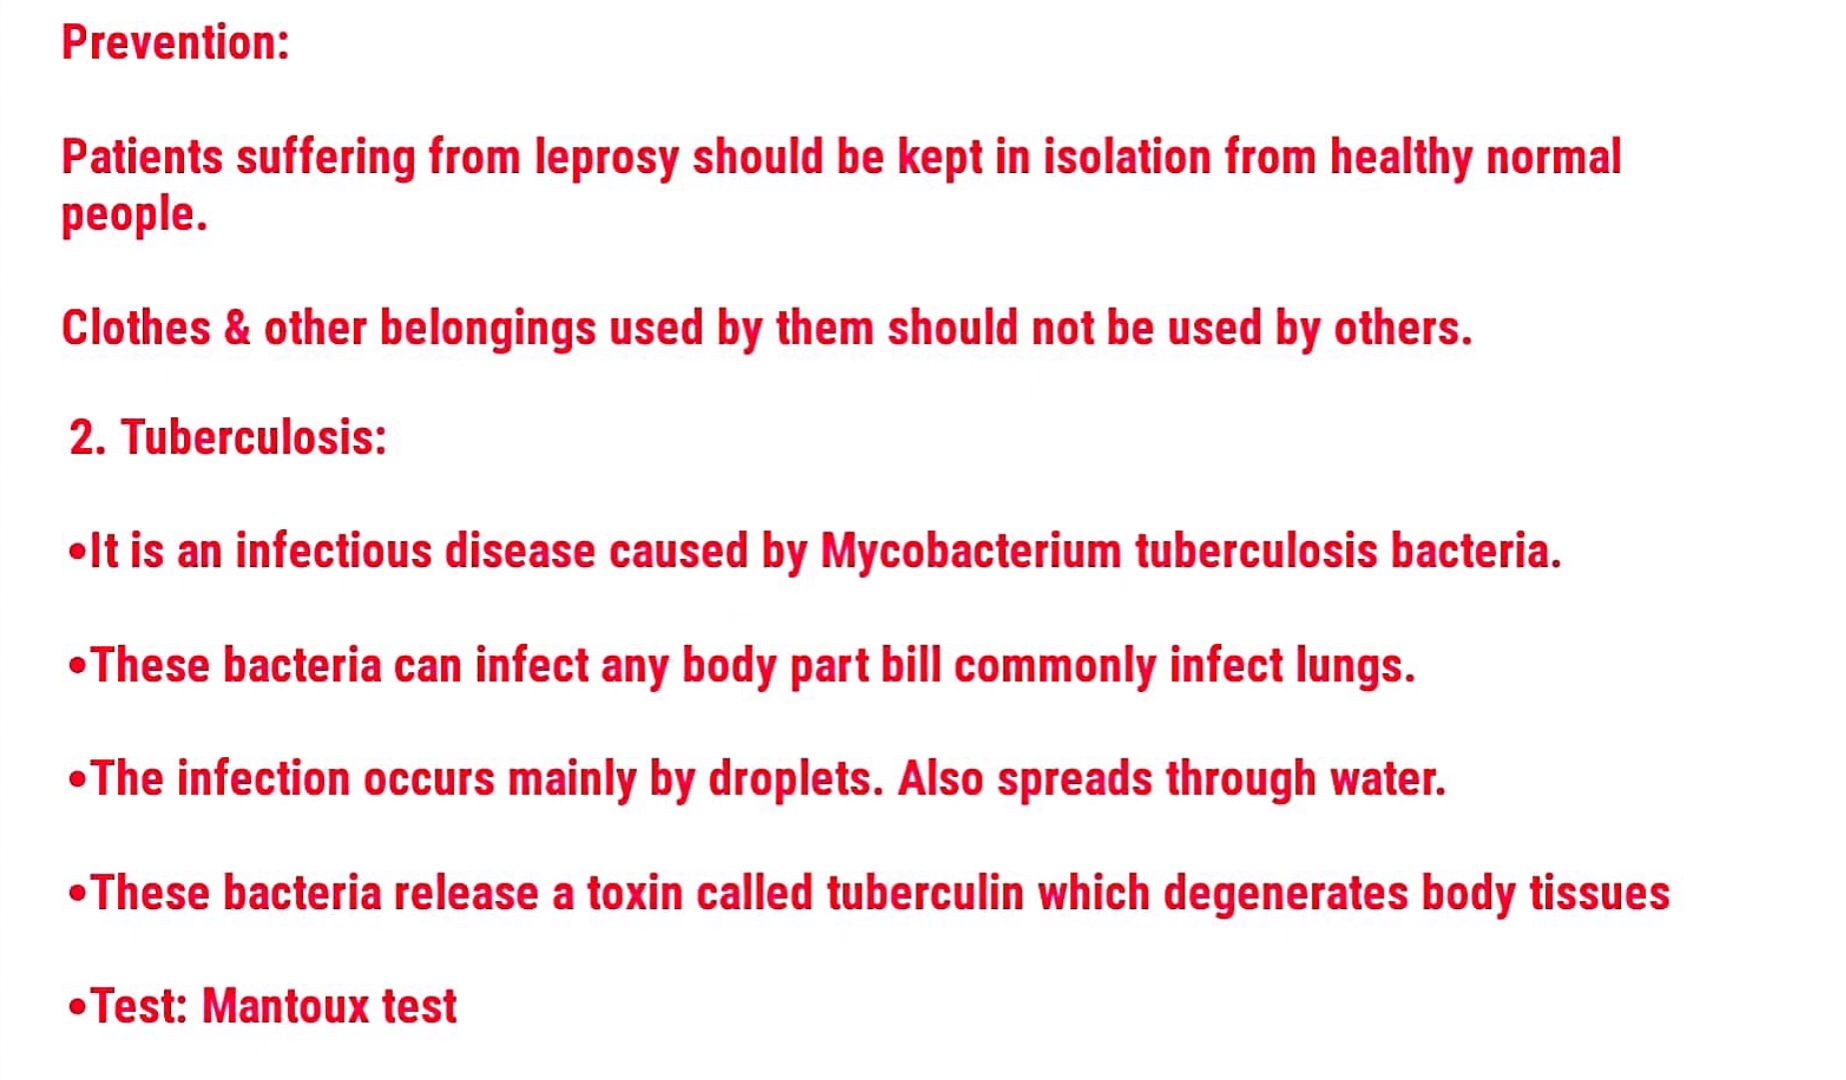 Prevention:
Patients suffering from leprosy should be kept in isolation from healthy normal
people.
Clothes & other belongings used by them should not be used by others.
2. Tuberculosis:
•It is an infectious disease caused by Mycobacterium tuberculosis bacteria.
•These bacteria can infect any body part bill commonly infect lungs.
•The infection occurs mainly by droplets. Also spreads through water.
•These bacteria release a toxin called tuberculin which degenerates body tissues
•Test: Mantoux test